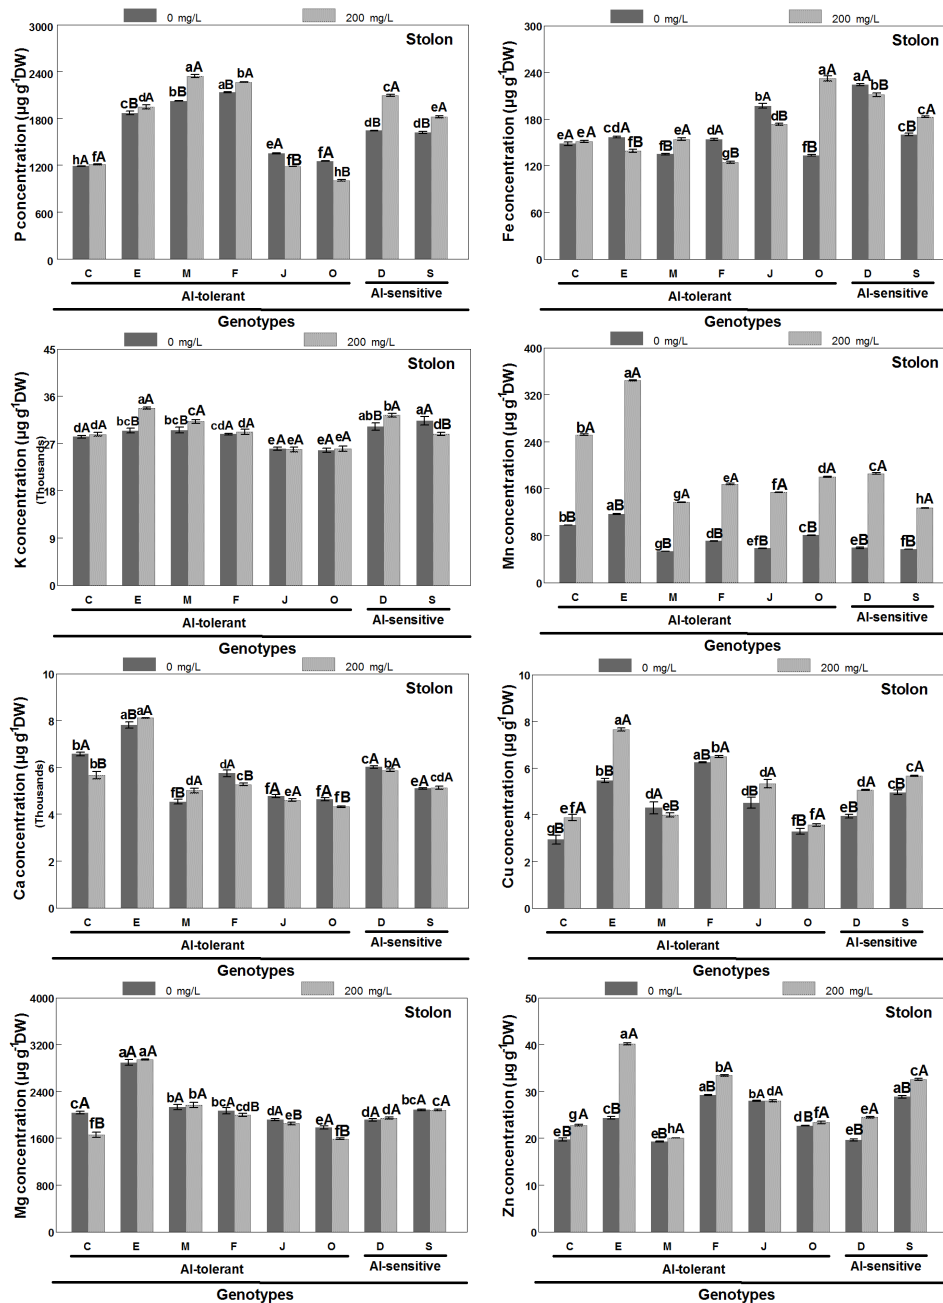 0 mg/L 200 mg/L
Stolon
P concentration (µg g-1DW)
3000
2400
1800
1200
600
0
hA fA cB dA bB aA aB bA eA fB fA hB dB cA dB eA
C E M F J O D S
Al-tolerant Al-sensitive
Genotypes
0 mg/L 200 mg/L
Stolon
Fe concentration (µg g-1DW)
300
240
180
120
60
0
eA eA cdA fB fB eA dA gB bA dB fB aA aA bB cB cA
C E M F J O D S
Al-tolerant Al-sensitive
Genotypes
0 mg/L 200 mg/L
Stolon
K concentration (µg g-1DW)
(Thousands)
45
36
27
18
9
0
dA dA bcB aA bcB cA cdA dA eA eA eA eA abB bA aA dB
C E M F J O D S
Al-tolerant Al-sensitive
Genotypes
0 mg/L 200 mg/L
Stolon
Mn concentration (µg g-1DW)
400
320
240
160
80
0
bB bA aB aA gB gA dB eA efB fA cB dA eB cA fB hA
C E M F J O D S
Al-tolerant Al-sensitive
Genotypes
0 mg/L 200 mg/L
Stolon
Ca concentration (µg g-1DW)
(Thousands)
10
8
6
4
2
0
bA bB aB aA fB dA bA cB fA eA fA fB cA bA eA cdA
C E M F J O D S
Al-tolerant Al-sensitive
Genotypes
0 mg/L 200 mg/L
Stolon
Cu concentration (µg g-1DW)
10
8
6
4
2
0
gB efA bB aA dA eB aB bA dB dA fB fA eB dA cB cA
C E M F J O D S
Al-tolerant Al-sensitive
Genotypes
0 mg/L 200 mg/L
Stolon
Mg concentration (µg g-1DW)
4000
3200
2400
1600
800
0
cA fB aA aA bA bA bcA cdB dA eB eA fB dA dA bcA cA
C E M F J O D S
Al-tolerant Al-sensitive
Genotypes
0 mg/L 200 mg/L
Stolon
Zn concentration (µg g-1DW)
50
40
30
20
10
0
eB gA cB aA eB hA aB bA bA dA dB fA eB eA aB cA
C E M F J O D S
Al-tolerant Al-sensitive
Genotypes